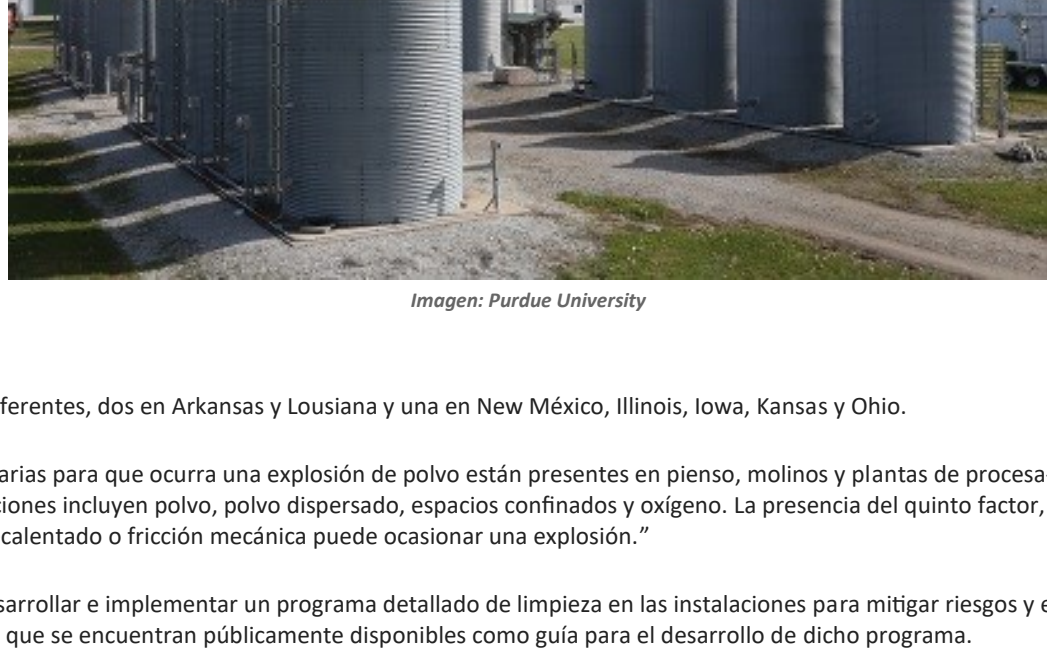 Imagen: Purdue University
ferentes, dos en Arkansas y Lousiana y una en New México, Illinois, Iowa, Kansas y Ohio.
arias para que ocurra una explosión de polvo están presentes en pienso, molinos y plantas de procesa-
ciones incluyen polvo, polvo dispersado, espacios confinados y oxígeno. La presencia del quinto factor,
calentado o fricción mecánica puede ocasionar una explosión.”
sarrollar e implementar un programa detallado de limpieza en las instalaciones para mitigar riesgos y e
que se encuentran públicamente disponibles como guía para el desarrollo de dicho programa.